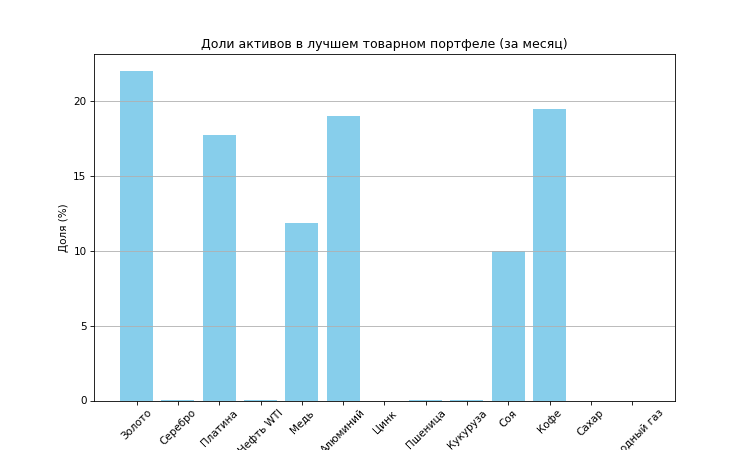 Доли активов в лучшем товарном портфеле (за месяц)
Доля (%)
20
15
10
5
0
Золото
Серебро
Платина
Нефть WTI
Медь
Алюминий
Цинк
Пшеница
Кукуруза
Соя
Кофе
Сахар
одный газ